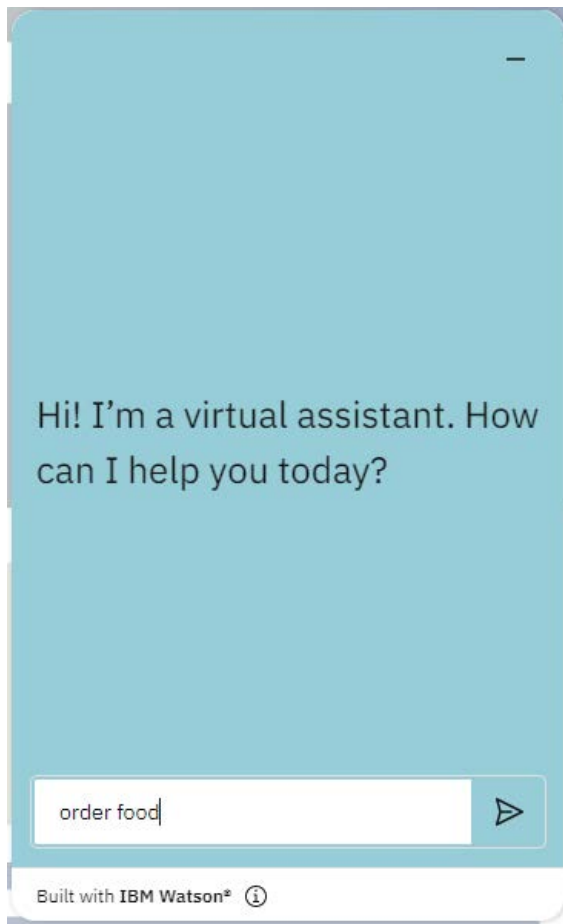 Hi! I’m a virtual assistant. How
can I help you today?
order food
Built with IBM Watson®